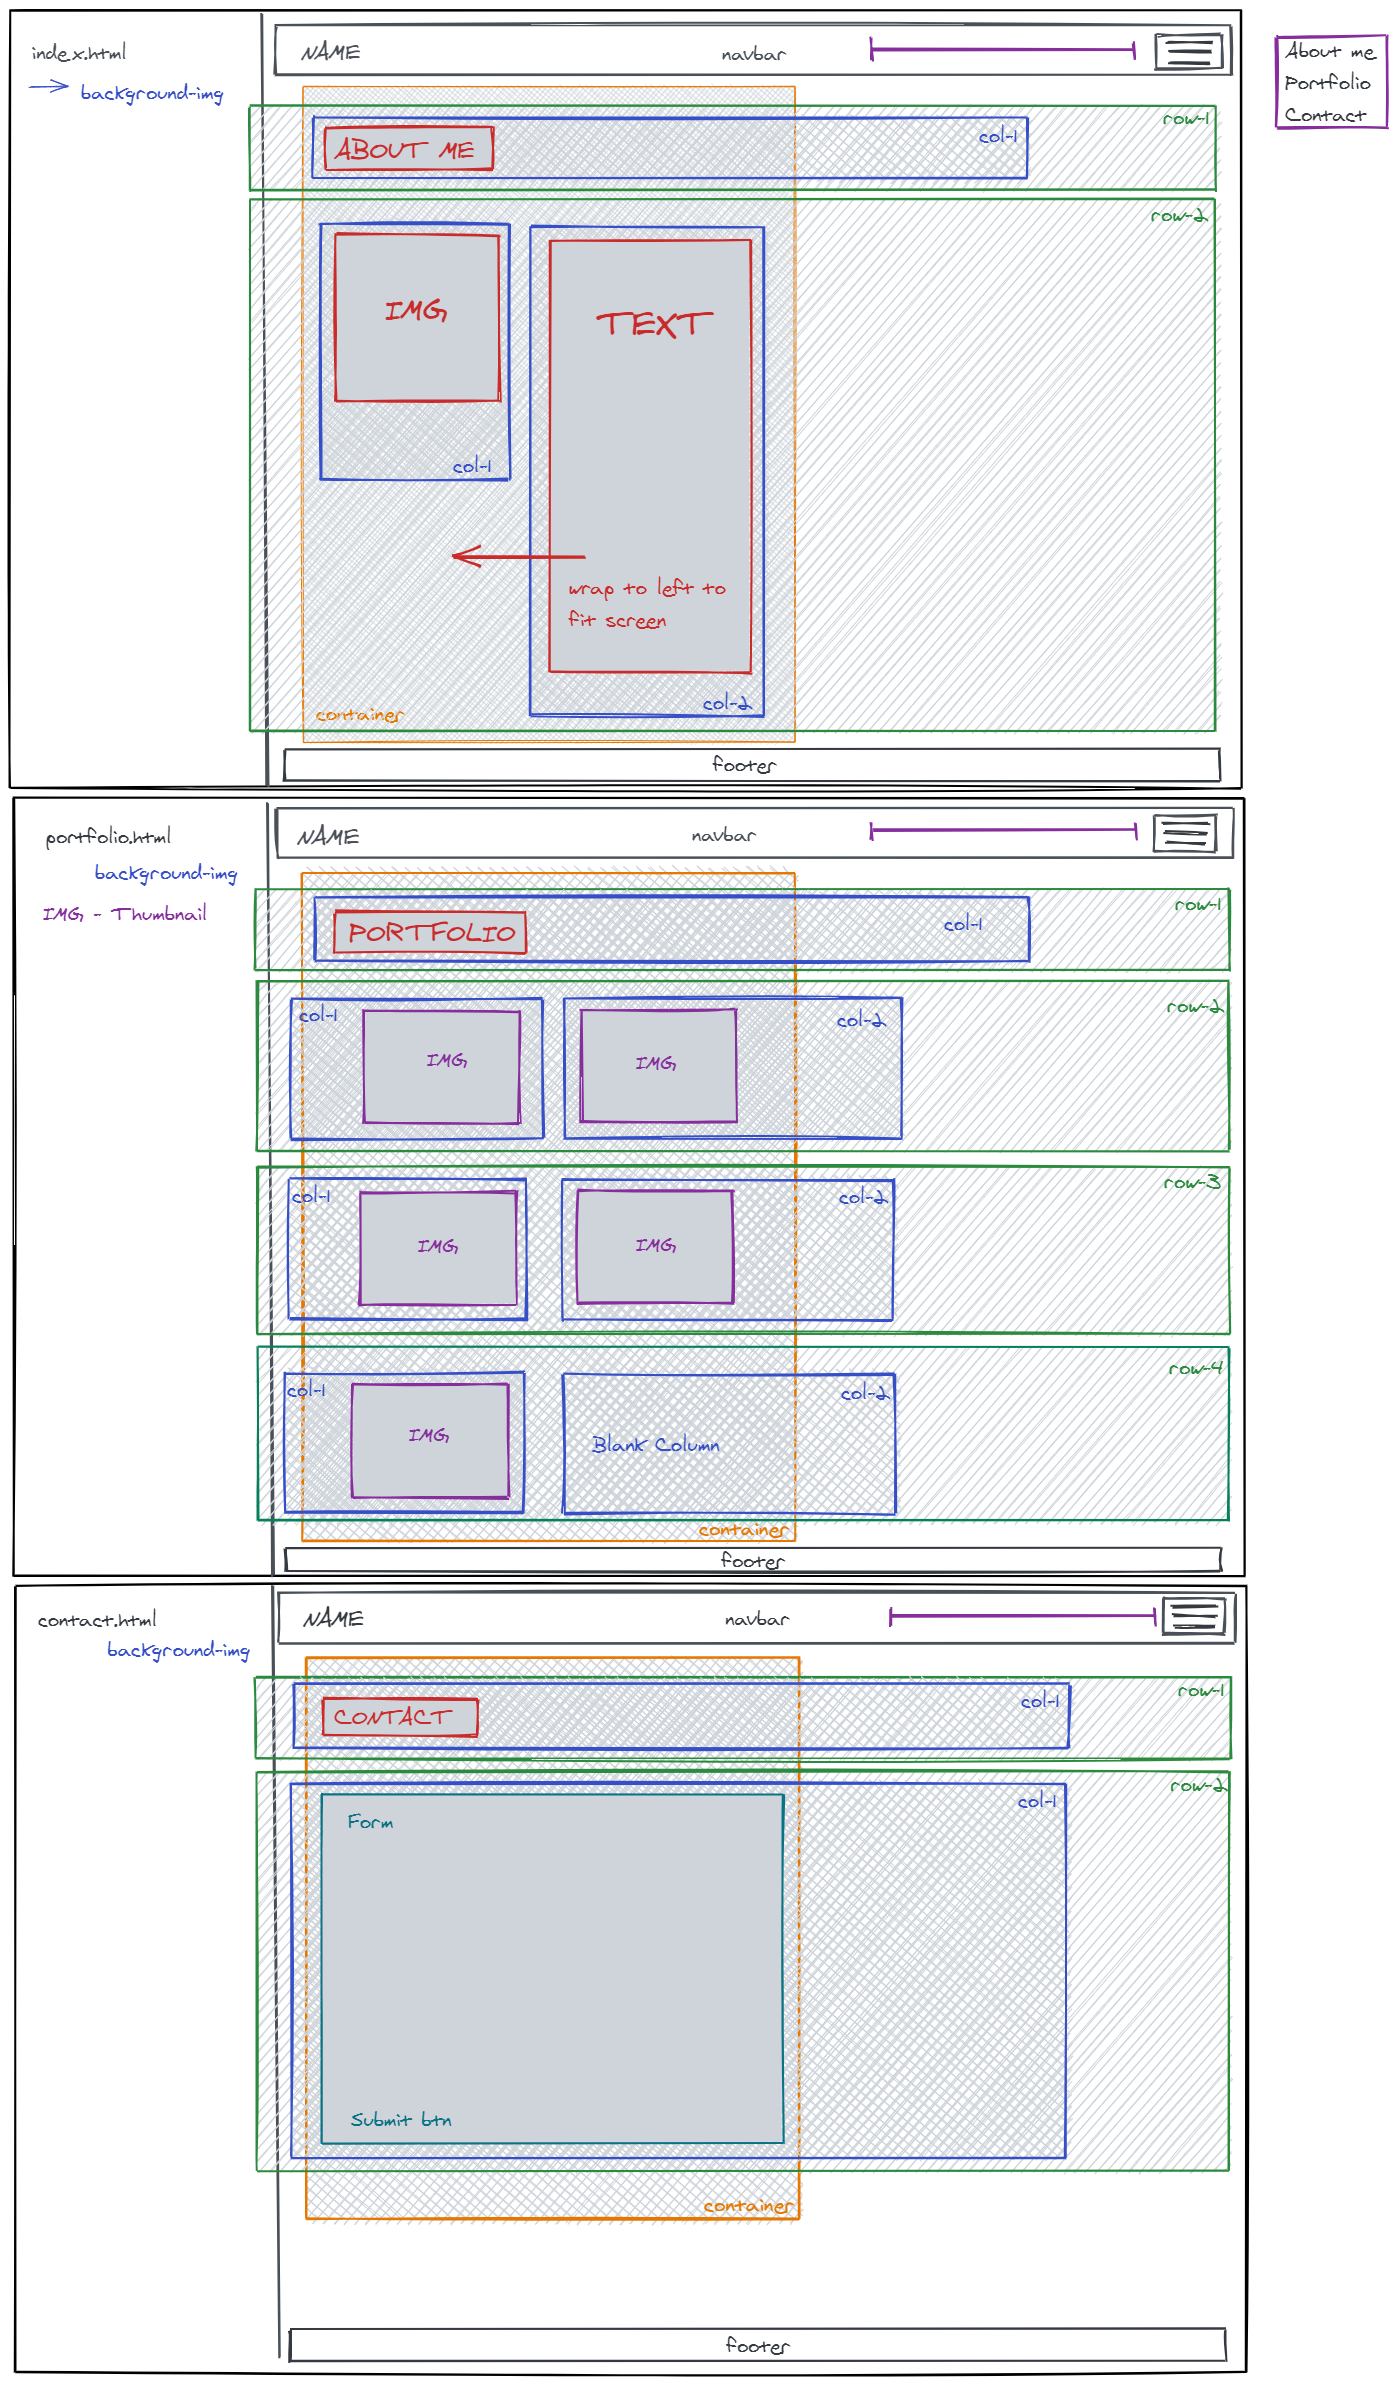 index.html
background-img
NAME
navbar
About me
Portfolio
Contact
row-1
col-1
ABOUT ME
row-2
IMG
TEXT
col-1
wrap to left to
fit screen
col-2
container
footer
portfolio.html
background-img
IMG - Thumbnail
NAME
navbar
row-1
col-1
PORTFOLIO
row-2
col-1
IMG
IMG
col-2
row-3
col-1
IMG
IMG
col-2
row-4
col-1
IMG
Blank Column
col-2
container
footer
contact.html
background-img
NAME
navbar
row-1
col-1
CONTACT
row-2
col-1
Form
Submit btn
container
footer